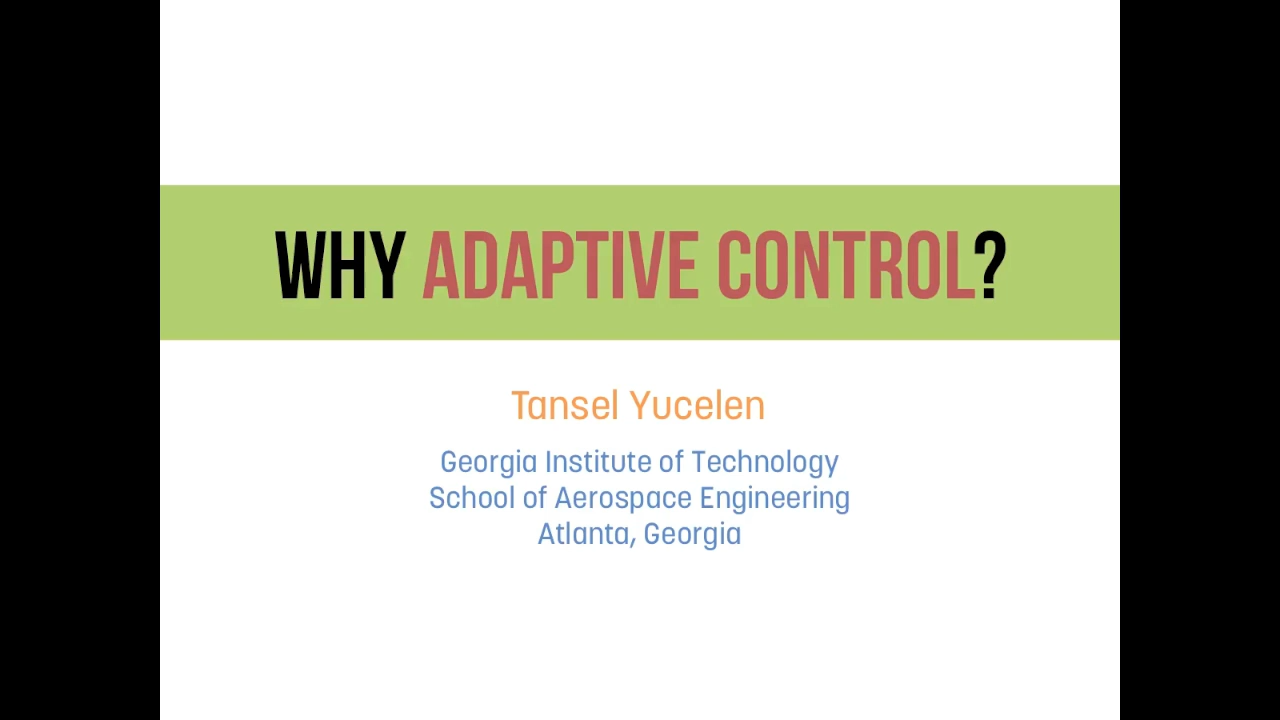 WHY ADAPTIVE CONTROL?
Tansel Yucelen
Georgia Institute of Technology
School of Aerospace Engineering
Atlanta, Georgia